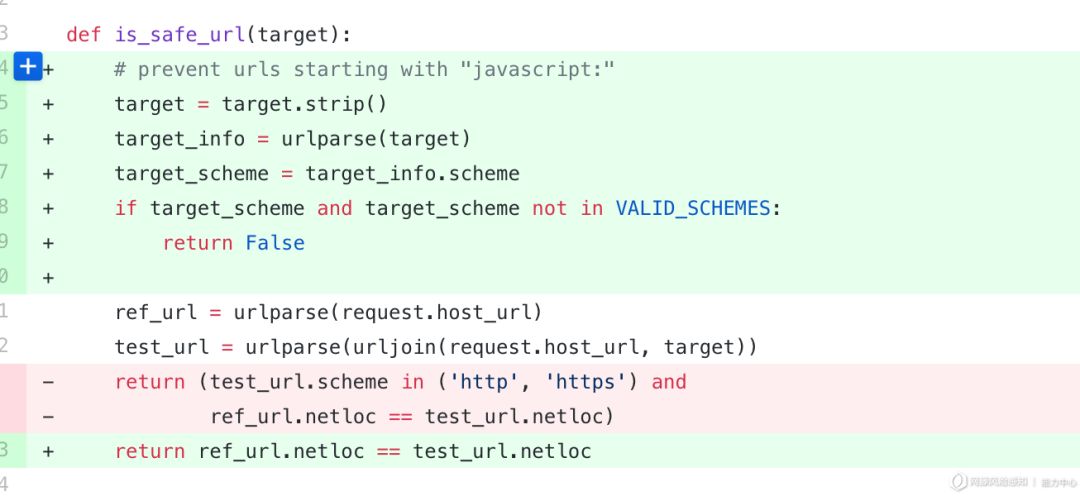 3 def is_safe_url(target):
4 + + # prevent urls starting with "javascript:"
5 + target = target.strip()
6 + target_info = urlparse(target)
7 + target_scheme = target_info.scheme
8 + if target_scheme and target_scheme not in VALID_SCHEMES:
9 + return False
0 +
1 ref_url = urlparse(request.host_url)
2 test_url = urlparse(urljoin(request.host_url, target))
- return (test_url.scheme in ('http', 'https') and
- ref_url.netloc == test_url.netloc)
3 + return ref_url.netloc == test_url.netloc
4